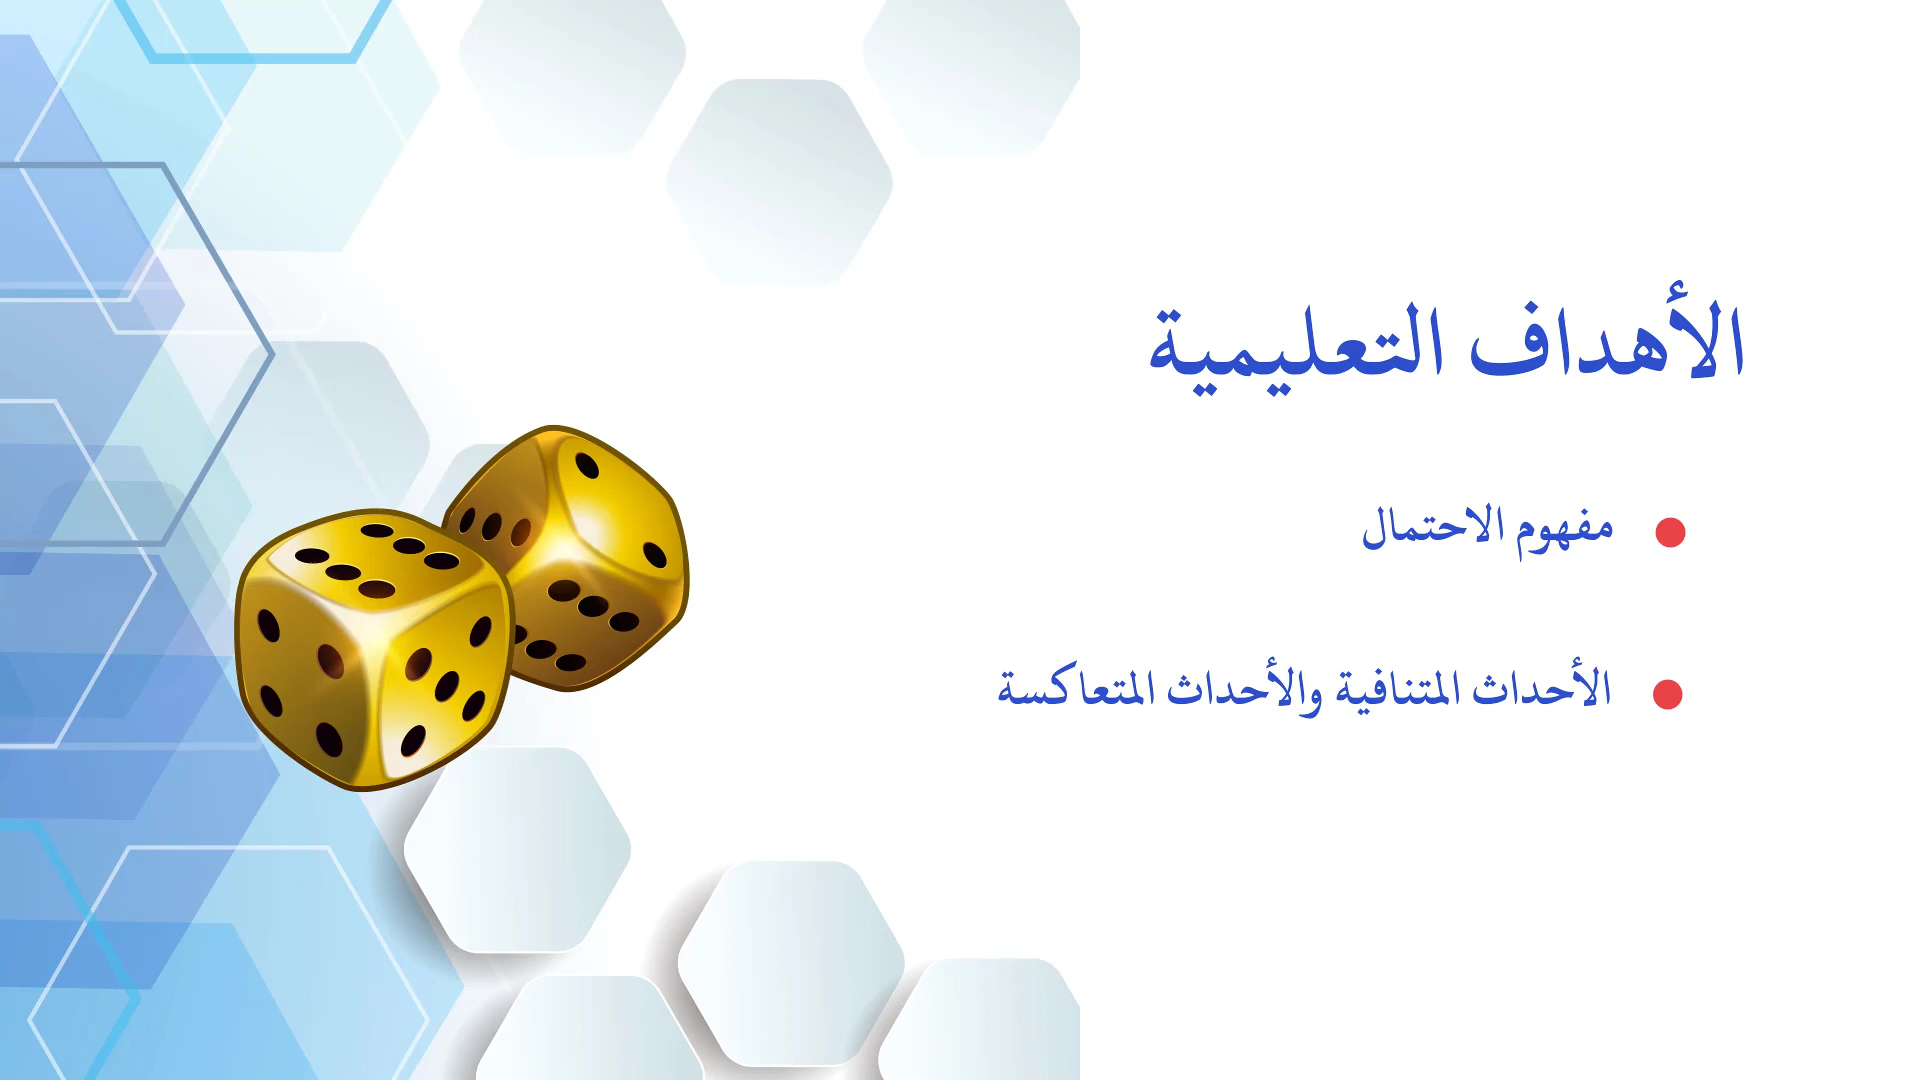 الأهداف التعليمية
مفهوم الاحتمال
الأحداث المتنافية والأحداث المتعاكسة